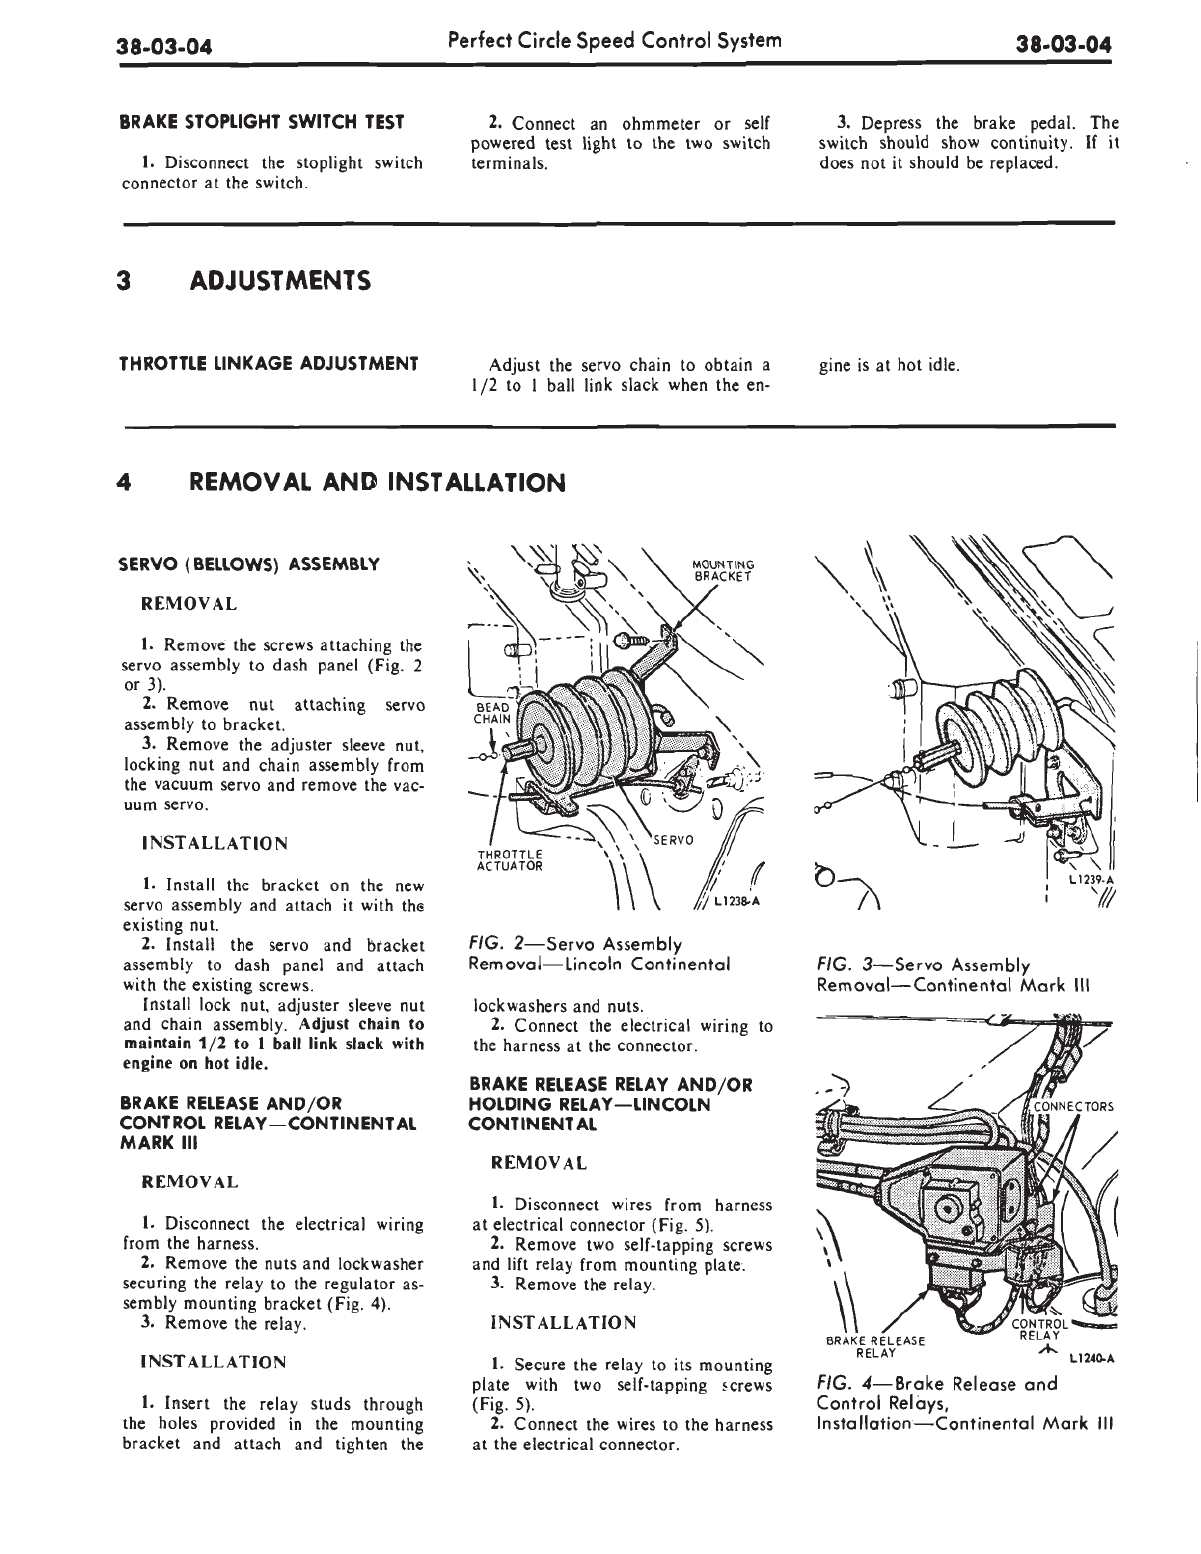 38-03-04
Perfect Circle Speed Control System
38-03-04
BRAKE STOPLIGHT SWITCH TEST
1. Disconnect the stoplight switch
connector at the switch.
2. Connect an ohmmeter or self
powered test light to the two switch
terminals.
3. Depress the brake pedal. The
switch should show continuity. If it
does not it should be replaced.
3 ADJUSTMENTS
THROTTLE LINKAGE ADJUSTMENT
Adjust the servo chain to obtain a
1/2 to 1 ball link slack when the en-
gine is at hot idle.
4 REMOVAL AND INSTALLATION
SERVO (BELLOWS) ASSEMBLY
REMOVAL
1. Remove the screws attaching the
servo assembly to dash panel (Fig. 2
or 3).
2. Remove nut attaching servo
assembly to bracket.
3. Remove the adjuster sleeve nut,
locking nut and chain assembly from
the vacuum servo and remove the vac-
uum servo.
INSTALLATION
1. Install the bracket on the new
servo assembly and attach it with the
existing nut.
2. Install the servo and bracket
assembly to dash panel and attach
with the existing screws.
Install lock nut, adjuster sleeve nut
and chain assembly. Adjust chain to
maintain 1/2 to 1 ball link slack with
engine on hot idle.
BRAKE RELEASE AND/OR
CONTROL RELAY—CONTINENTAL
MARK III
REMOVAL
1. Disconnect the electrical wiring
from the harness.
2. Remove the nuts and lockwasher
securing the relay to the regulator as-
sembly mounting bracket (Fig. 4).
3. Remove the relay.
INSTALLATION
1. Insert the relay studs through
the holes provided in the mounting
bracket and attach and tighten the
MOUNTING
BRACKET
BEAD
CHAIN
SERVO
THROTTLE
ACTUATOR
L1238-A
FIG. 2—Servo Assembly
Removal—Lincoln Continental
lockwashers and nuts.
2. Connect the electrical wiring to
the harness at the connector.
BRAKE RELEASE RELAY AND/OR
HOLDING RELAY—LINCOLN
CONTINENTAL
REMOVAL
1. Disconnect wires from harness
at electrical connector (Fig. 5).
2. Remove two self-tapping screws
and lift relay from mounting plate.
3. Remove the relay.
INSTALLATION
1. Secure the relay to its mounting
plate with two self-tapping screws
(Fig. 5).
2. Connect the wires to the harness
at the electrical connector.
L1239-A
FIG. 3—Servo Assembly
Removal—Continental Mark III
CONNECTORS
CONTROL
RELAY
BRAKE RELEASE
RELAY
L1240-A
FIG. 4—Brake Release and
Control Relays,
Installation—Continental Mark III